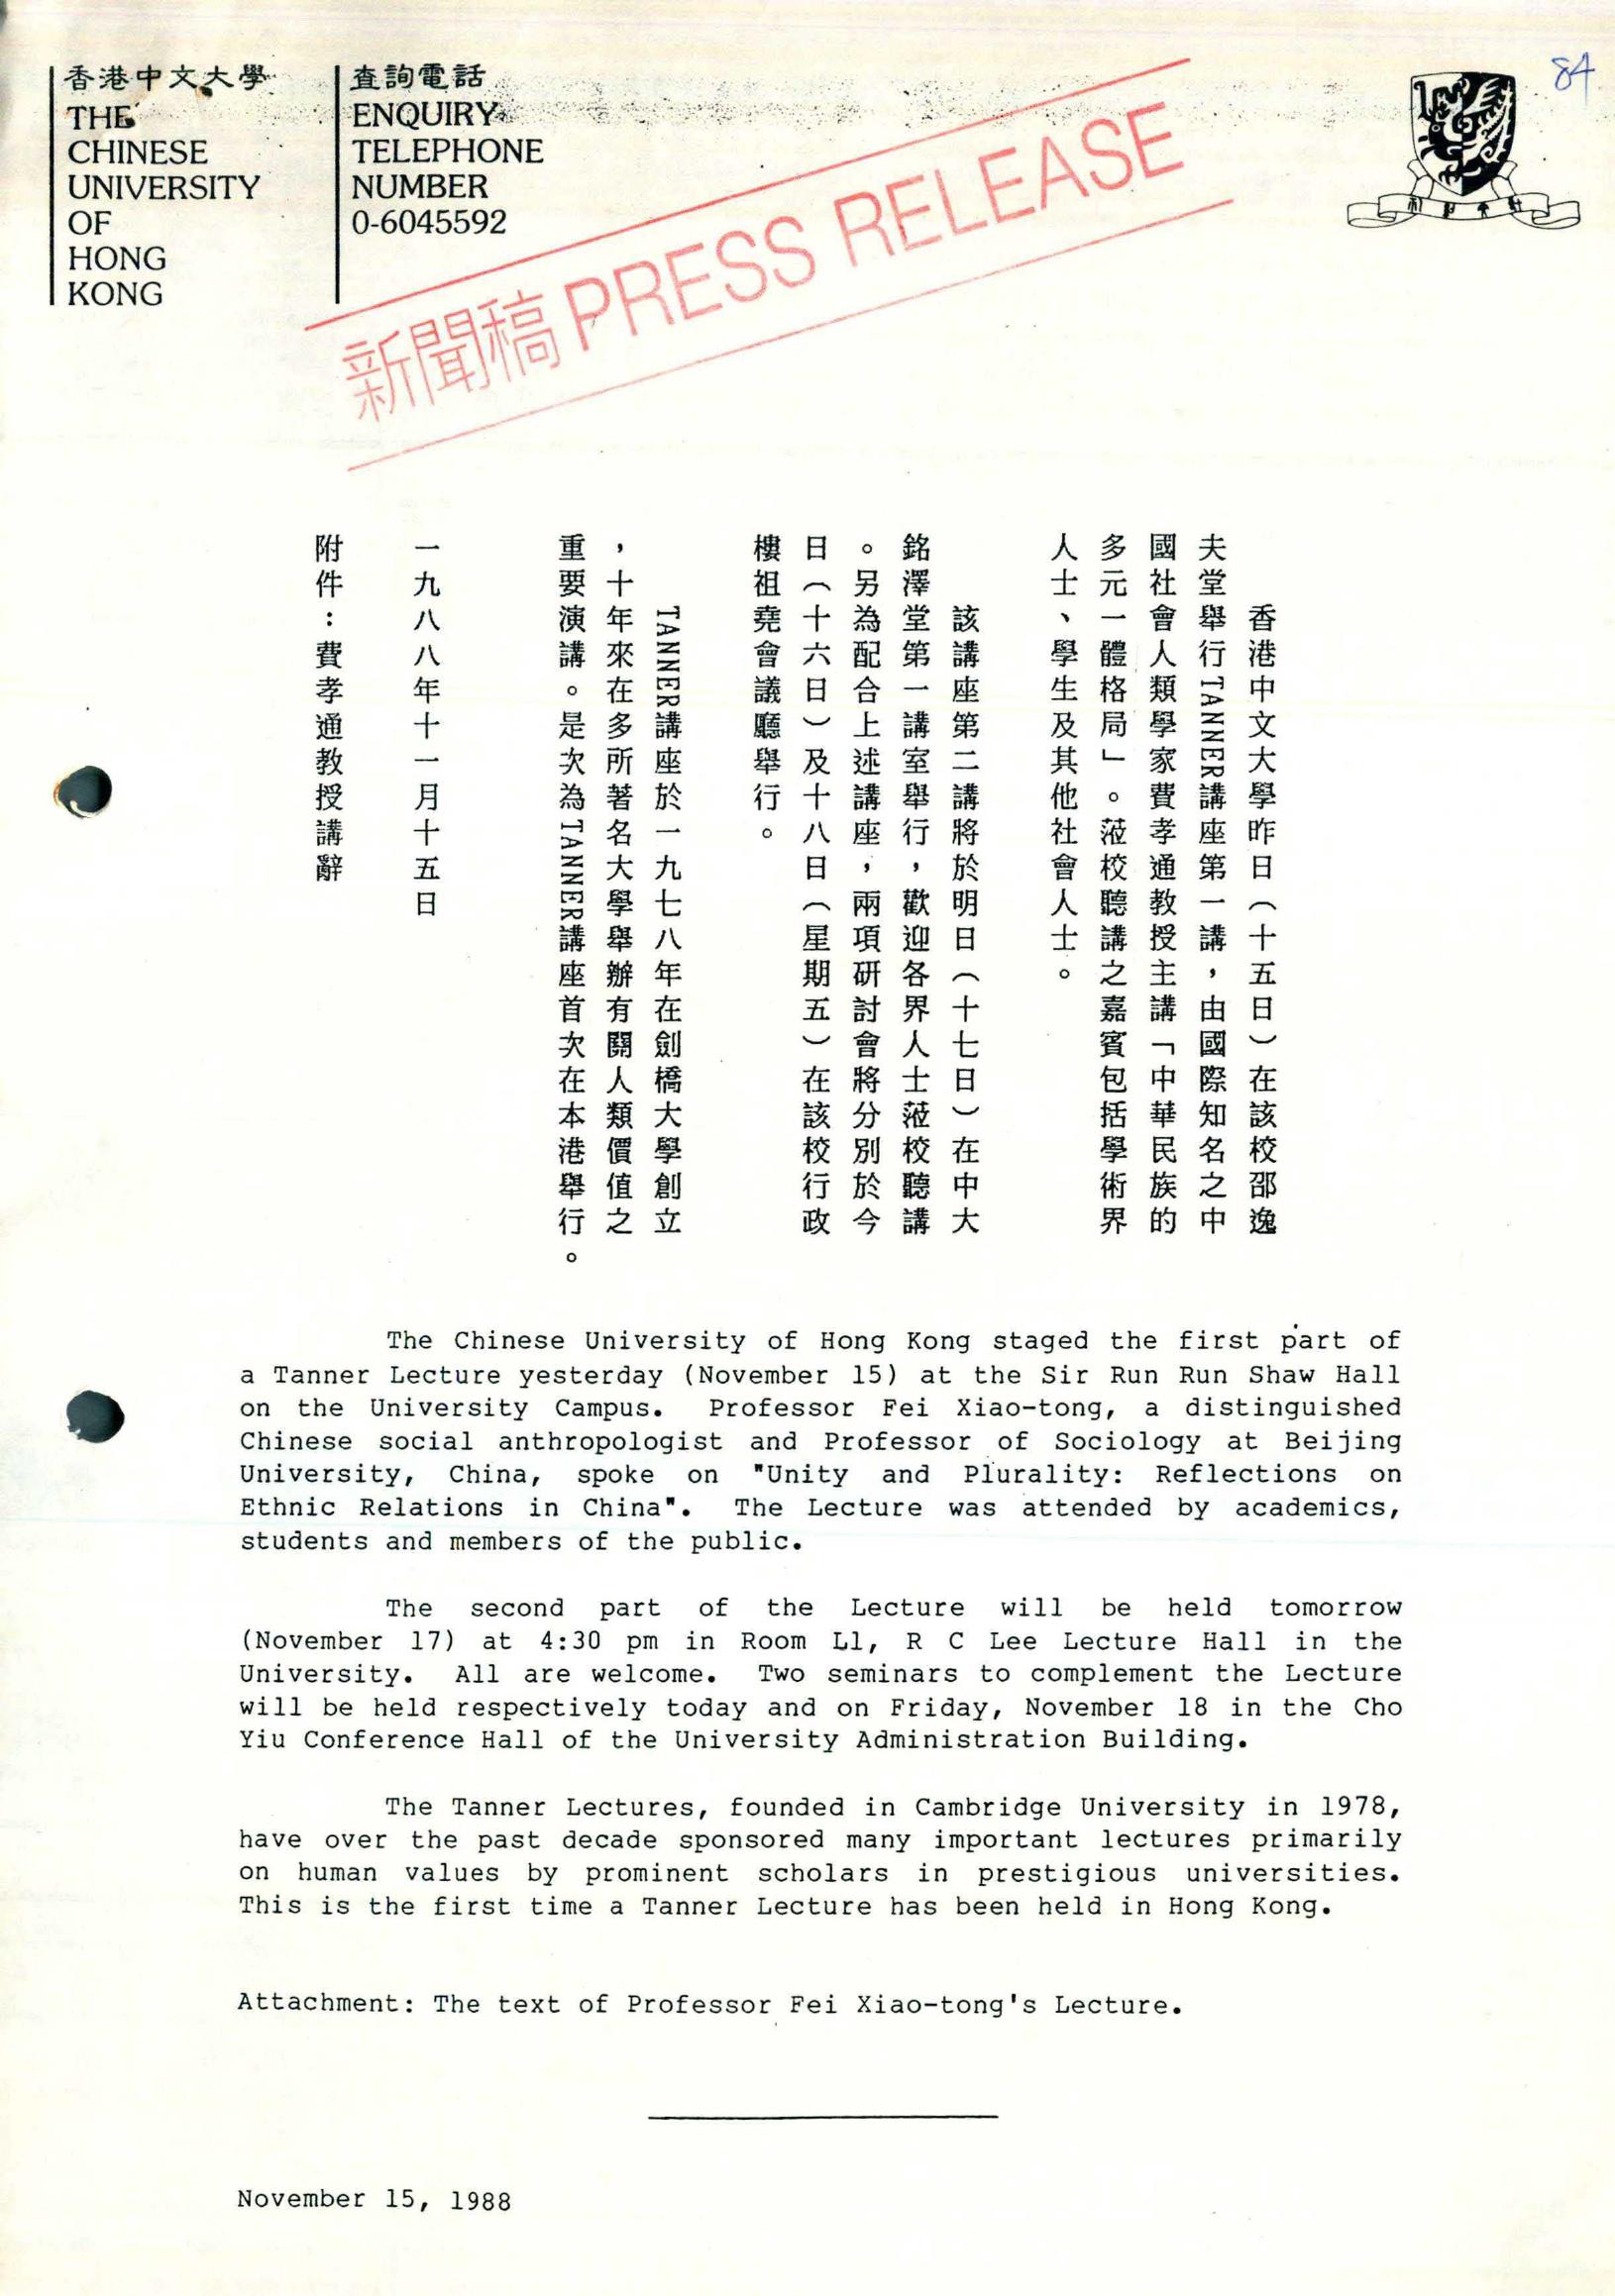 香港中文大學
THE
CHINESE
UNIVERSITY
OF
HONG
KONG
查詢電話
ENQUIRY
TELEPHONE
NUMBER
0-6045592
84
新聞稿 PRESS RELEASE
香港中文大學昨日（十五日）在該校邵逸
夫堂舉行TANNER講座第一講，由國際知名之中
國社會人類學家費孝通教授主講「中華民族的
多元一體格局」。蒞校聽講之嘉賓包括學術界
人士、學生及其他社會人士。
該講座第二講將於明日（十七日）在中大
銘澤堂第一講室舉行，歡迎各界人士蒞校聽講
。另為配合上述講座，兩項研討會將分別於今
日（十六日）及十八日（星期五）在該校行政
樓祖堯會議廳舉行。
TANNER講座於一九七八年在劍橋大學創立
，十年來在多所著名大學舉辦有關人類價值之
重要演講。是次為TANNER講座首次在本港舉行。
一九八八年十一月十五日
附件：費孝通教授講辭
The Chinese University of Hong Kong staged the first part of
a Tanner Lecture yesterday (November 15) at the Sir Run Run Shaw Hall
on the University Campus. Professor Fei Xiao-tong, a distinguished
Chinese social anthropologist and Professor of Sociology at Beijing
University, China, spoke on "Unity and Plurality: Reflections on
Ethnic Relations in China". The Lecture was attended by academics,
students and members of the public.
The second part of the Lecture will be held tomorrow
(November 17) at 4:30 pm in Room L1, R C Lee Lecture Hall in the
University. All are welcome. Two seminars to complement the Lecture
will be held respectively today and on Friday, November 18 in the Cho
Yiu Conference Hall of the University Administration Building.
The Tanner Lectures, founded in Cambridge University in 1978,
have over the past decade sponsored many important lectures primarily
on human values by prominent scholars in prestigious universities.
This is the first time a Tanner Lecture has been held in Hong Kong.
Attachment: The text of Professor Fei Xiao-tong's Lecture.
November 15, 1988